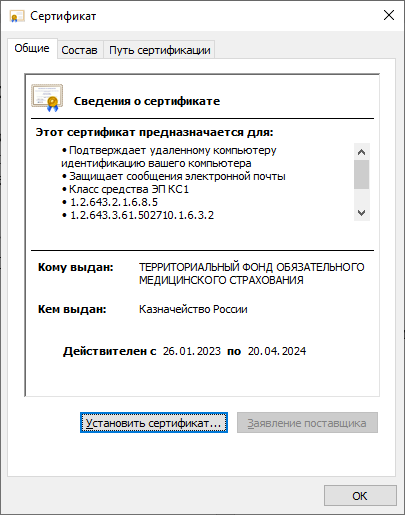 Сертификат
Общие
Состав
Путь сертификации
Сведения о сертификате
Этот сертификат предназначается для:
• Подтверждает удаленному компьютеру
идентификацию вашего компьютера
• Защищает сообщения электронной почты
• Класс средства ЭП КС1
• 1.2.643.2.1.6.8.5
• 1.2.643.3.61.502710.1.6.3.2
Кому выдан: ТЕРРИТОРИАЛЬНЫЙ ФОНД ОБЯЗАТЕЛЬНОГО
МЕДИЦИНСКОГО СТРАХОВАНИЯ
Кем выдан: Казначейство России
Действителен с 26.01.2023 по 20.04.2024
Установить сертификат...
Заявление поставщика
ОК